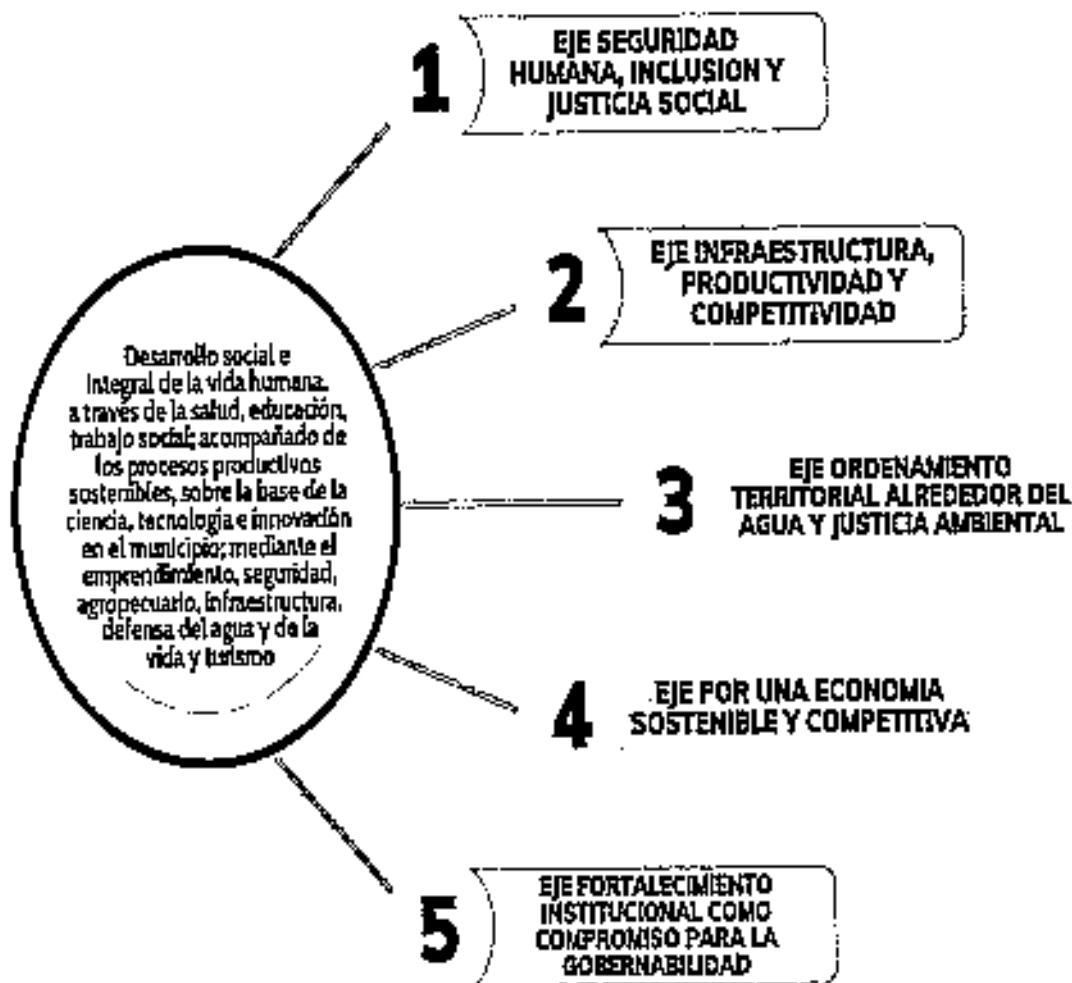 1
EJE SEGURIDAD
HUMANA, INCLUSION Y
JUSTICIA SOCIAL
2
EJE INFRAESTRUCTURA,
PRODUCTIVIDAD Y
COMPETITIVIDAD
Desarrollo social e
integral de la vida humana,
a través de la salud, educación,
trabajo social; acompañado de
los procesos productivos
sostenibles, sobre la base de la
ciencia, tecnología e innovación
en el municipio; mediante el
emprendimiento, seguridad,
agropecuario, infraestructura,
defensa del agua y de la
vida y turismo
3
EJE ORDENAMIENTO
TERRITORIAL ALREDEDOR DEL
AGUA Y JUSTICIA AMBIENTAL
4
EJE POR UNA ECONOMIA
SOSTENIBLE Y COMPETITIVA
5
EJE FORTALECIMIENTO
INSTITUCIONAL COMO
COMPROMISO PARA LA
GOBERNABILIDAD